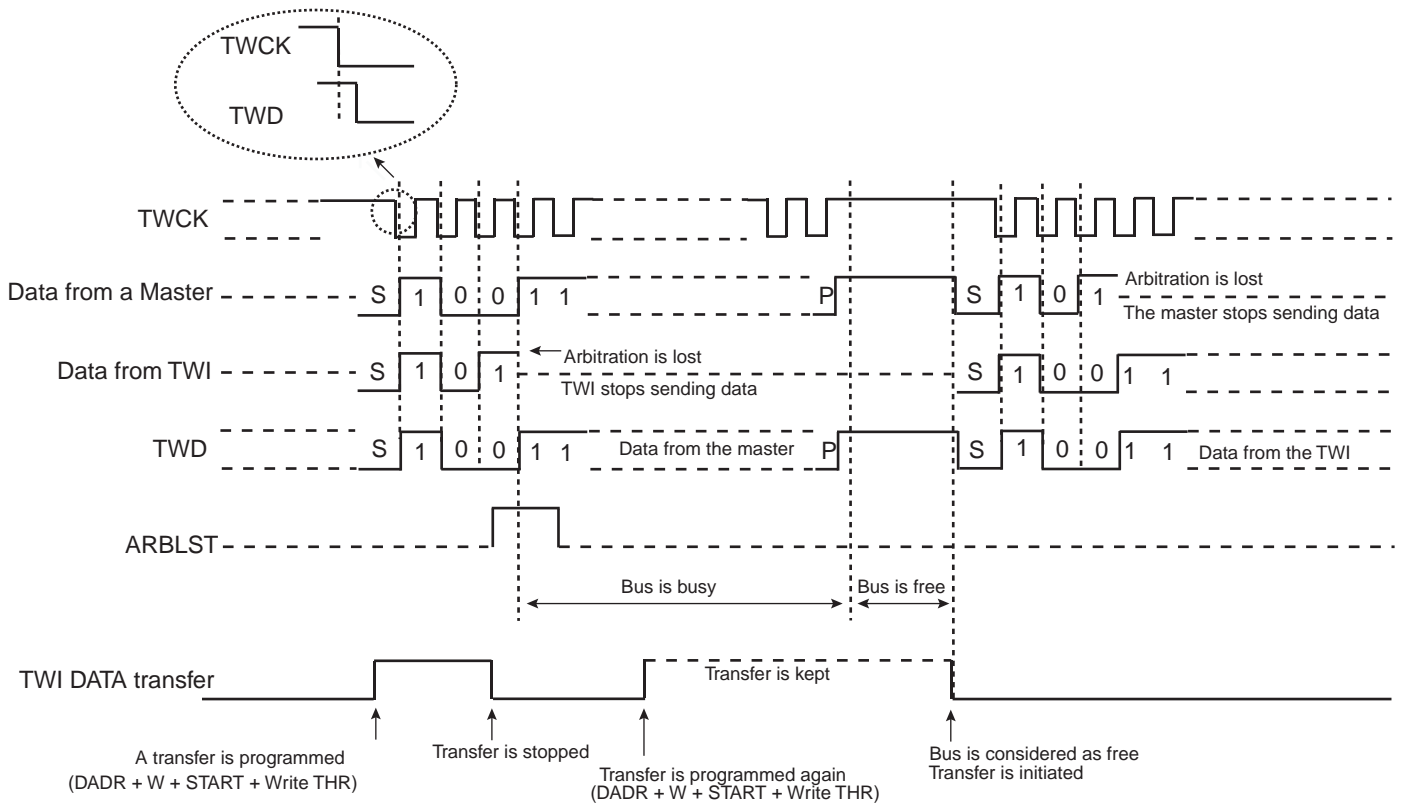 TWCK
TWD
TWCK
Data from a Master
S 1 0 0 1 1
P
S 1 0 1
Arbitration is lost
The master stops sending data
Data from TWI
S 1 0 1
Arbitration is lost
TWI stops sending data
S 1 0 0 1 1
TWD
S 1 0 0 1 1
Data from the master
P
S 1 0 0 1 1
Data from the TWI
ARBLST
Bus is busy
Bus is free
TWI DATA transfer
Transfer is kept
A transfer is programmed
(DADR + W + START + Write THR)
Transfer is stopped
Transfer is programmed again
(DADR + W + START + Write THR)
Bus is considered as free
Transfer is initiated